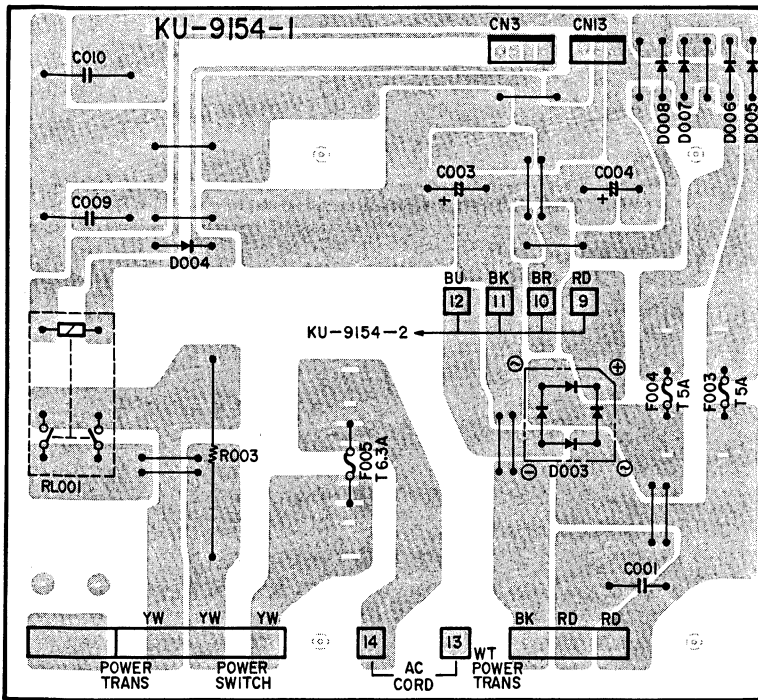 KU-9154-1
CN3
CN13
C010
D008
D007
D006
D005
C003
+
C004
+
C009
D004
BU
BK
BR
RD
12
11
10
9
KU-9154-2
F004
T5A
F003
T5A
R003
F005
T6.3A
D003
RL001
C001
YW
YW
YW
BK
RD
RD
14
13
POWER TRANS
POWER SWITCH
AC CORD
WT
POWER TRANS